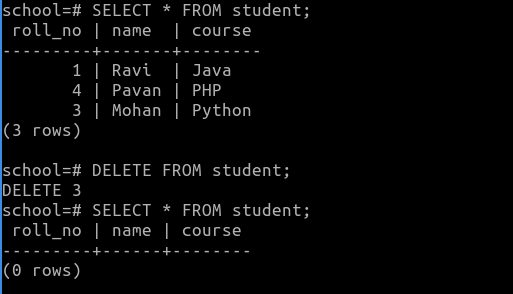 school=# SELECT * FROM student;
 roll_no | name  | course
---------+-------+--------
       1 | Ravi  | Java
       4 | Pavan | PHP
       3 | Mohan | Python
(3 rows)

school=# DELETE FROM student;
DELETE 3
school=# SELECT * FROM student;
 roll_no | name | course
---------+------+--------
(0 rows)